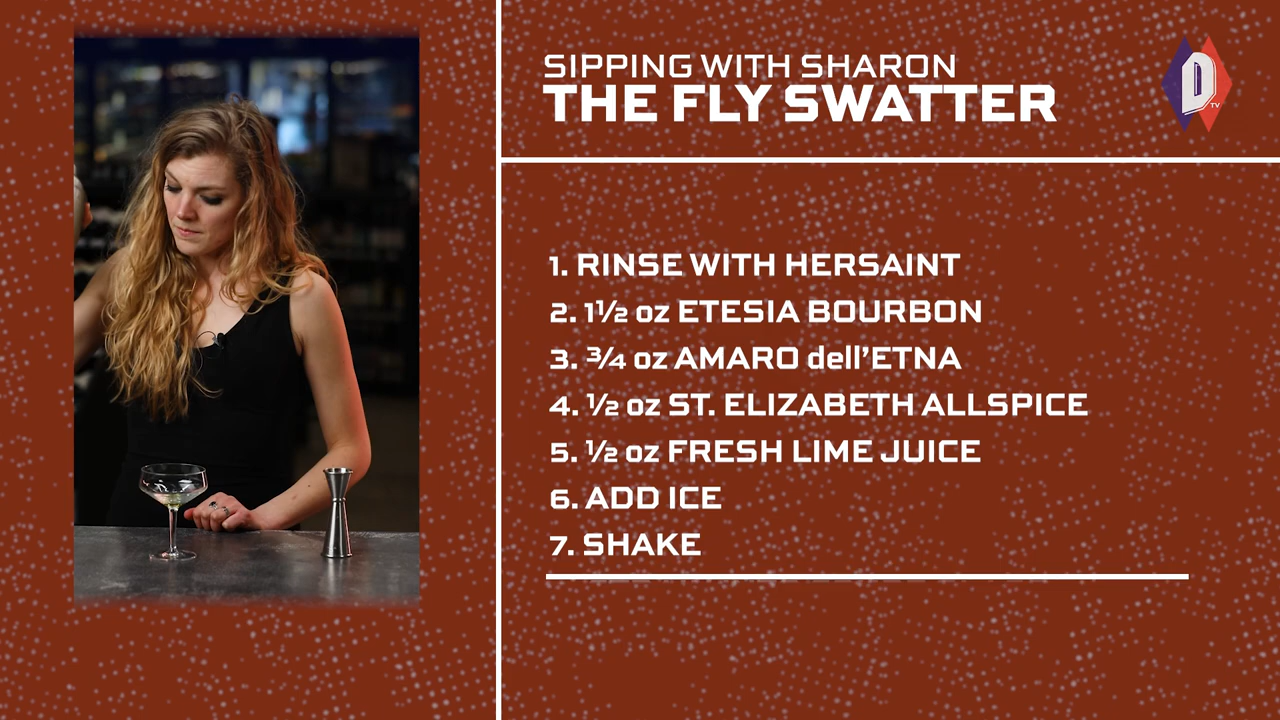 SIPPING WITH SHARON
THE FLY SWATTER
D
TV
1. RINSE WITH HERSAINT
2. 1½ oz ETESIA BOURBON
3. ¾ oz AMARO dell’ETNA
4. ½ oz ST. ELIZABETH ALLSPICE
5. ½ oz FRESH LIME JUICE
6. ADD ICE
7. SHAKE